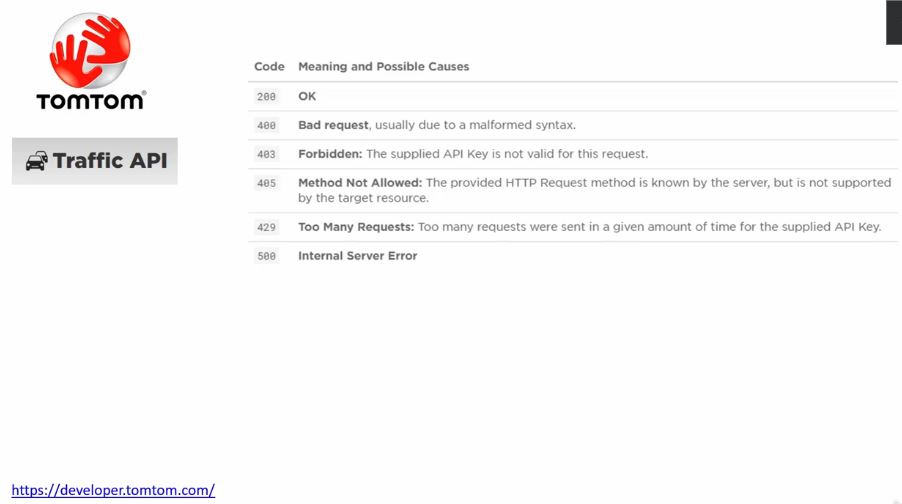 TOMTOM®
Traffic API
Code Meaning and Possible Causes
200 OK
400 Bad request, usually due to a malformed syntax.
403 Forbidden: The supplied API Key is not valid for this request.
405 Method Not Allowed: The provided HTTP Request method is known by the server, but is not supported
by the target resource.
429 Too Many Requests: Too many requests were sent in a given amount of time for the supplied API Key.
500 Internal Server Error
https://developer.tomtom.com/